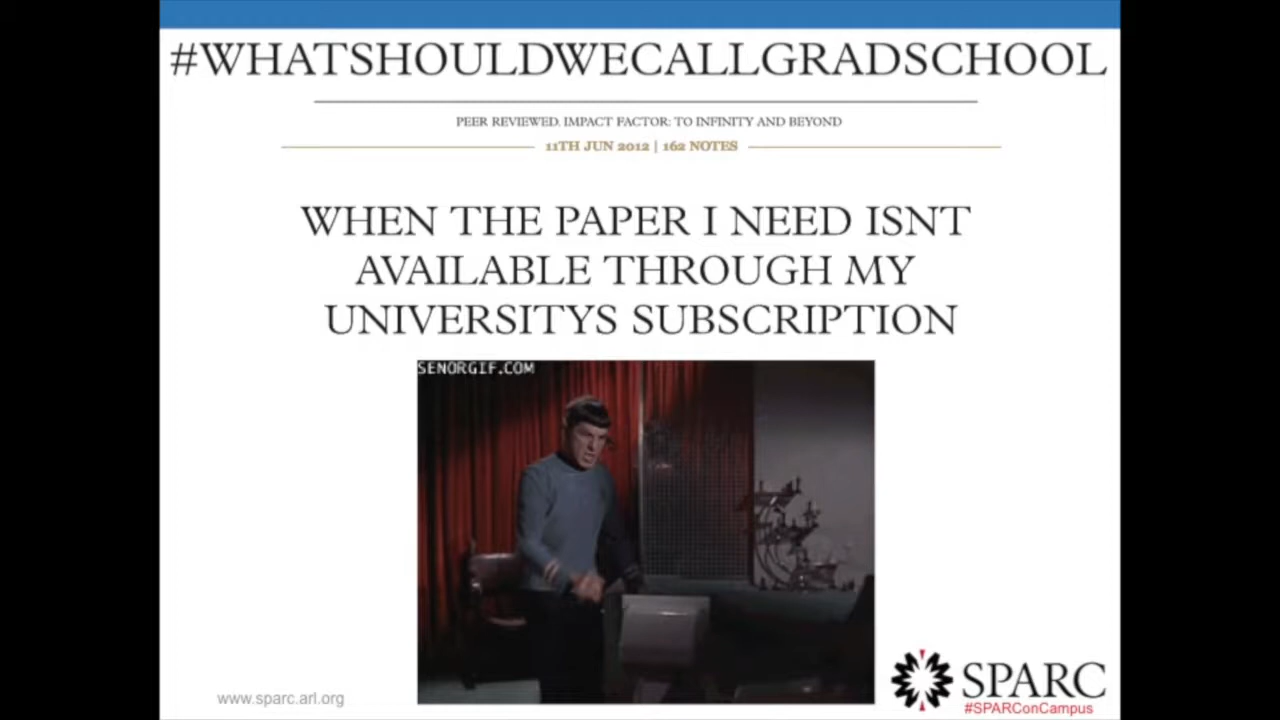 #WHATSHOULDWECALLGRADSCHOOL
PEER REVIEWED. IMPACT FACTOR: TO INFINITY AND BEYOND
11TH JUN 2012 | 162 NOTES
WHEN THE PAPER I NEED ISNT
AVAILABLE THROUGH MY
UNIVERSITYS SUBSCRIPTION
SENORGIF.COM
www.sparc.arl.org
SPARC
#SPARConCampus